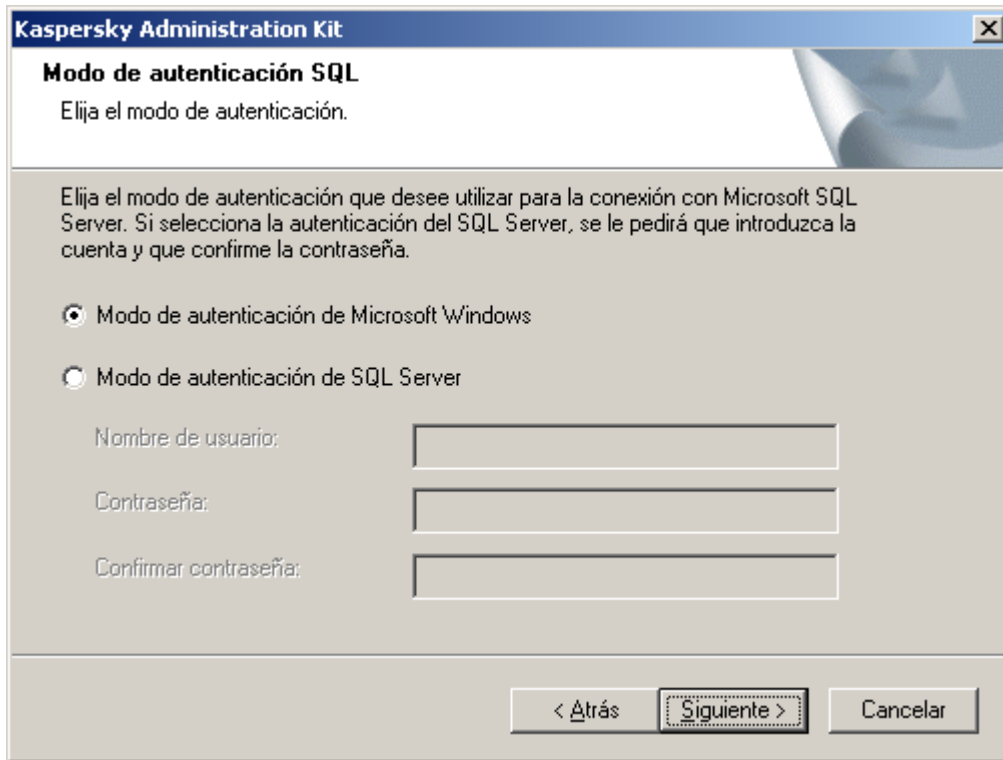 Kaspersky Administration Kit
Modo de autenticación SQL
Elija el modo de autenticación.
Elija el modo de autenticación que desee utilizar para la conexión con Microsoft SQL
Server. Si selecciona la autenticación del SQL Server, se le pedirá que introduzca la
cuenta y que confirme la contraseña.
Modo de autenticación de Microsoft Windows
Modo de autenticación de SQL Server
Nombre de usuario:
Contraseña:
Confirmar contraseña:
< Atrás Siguiente > Cancelar